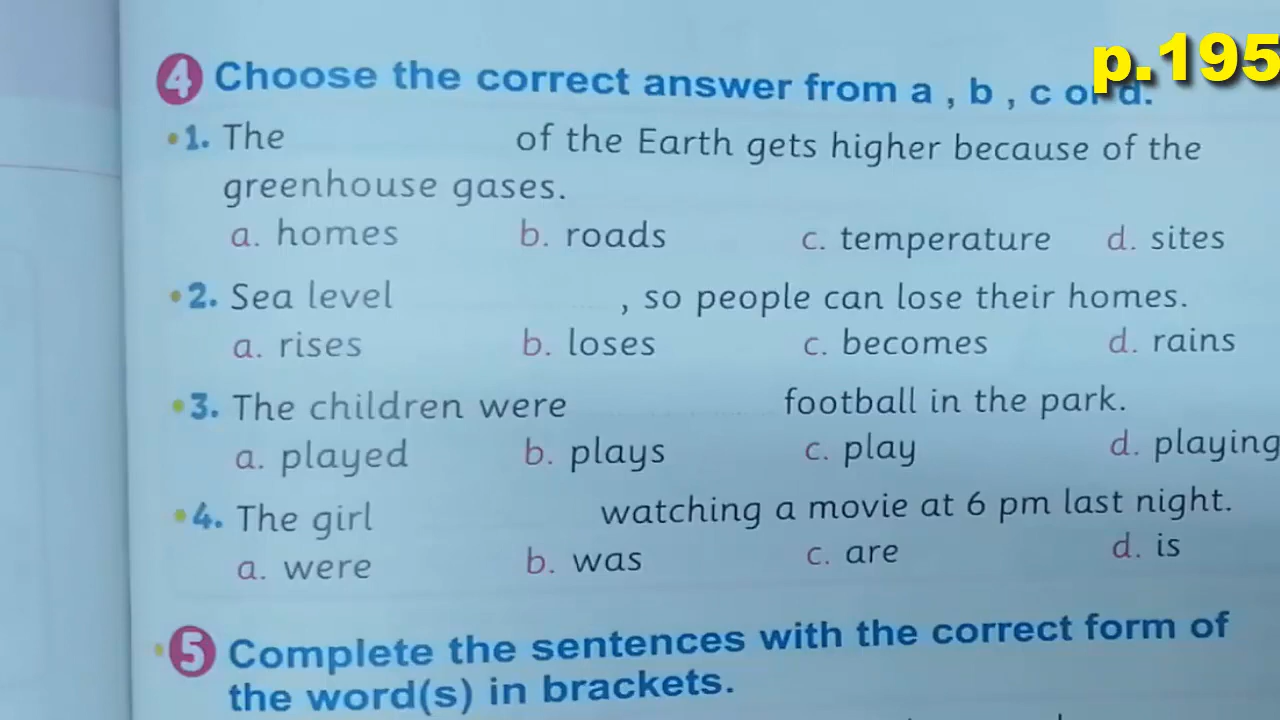 p.195
4 Choose the correct answer from a , b , c or d.
1. The of the Earth gets higher because of the
greenhouse gases.
a. homes b. roads c. temperature d. sites
2. Sea level , so people can lose their homes.
a. rises b. loses c. becomes d. rains
3. The children were football in the park.
a. played b. plays c. play d. playing
4. The girl watching a movie at 6 pm last night.
a. were b. was c. are d. is
5 Complete the sentences with the correct form of
the word(s) in brackets.